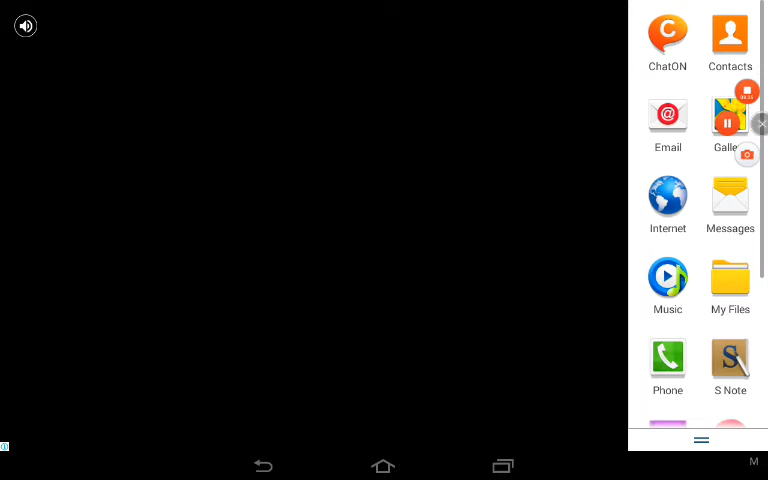 ChatON
Contacts
Email
Galle
Internet
Messages
Music
My Files
Phone
S Note
M